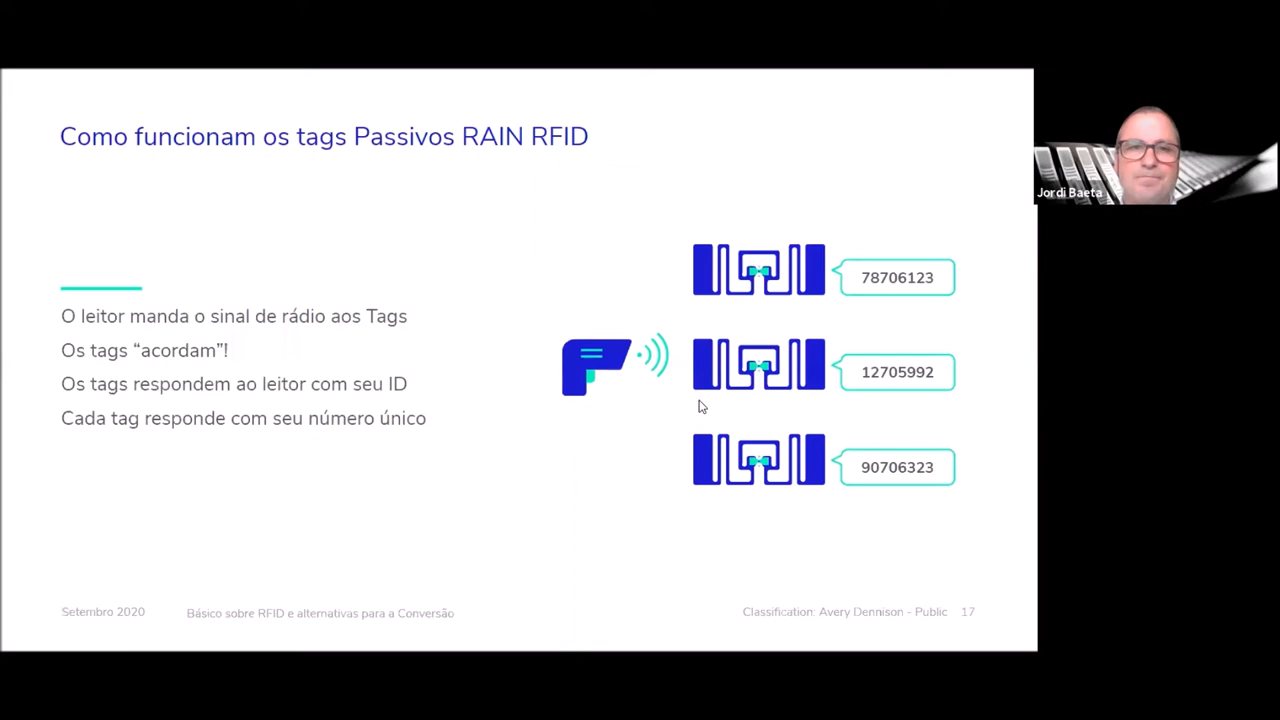 Como funcionam os tags Passivos RAIN RFID
Jordi Baeta
O leitor manda o sinal de rádio aos Tags
Os tags “acordam”!
Os tags respondem ao leitor com seu ID
Cada tag responde com seu número único
78706123
12705992
90706323
Setembro 2020
Básico sobre RFID e alternativas para a Conversão
Classification: Avery Dennison - Public
17